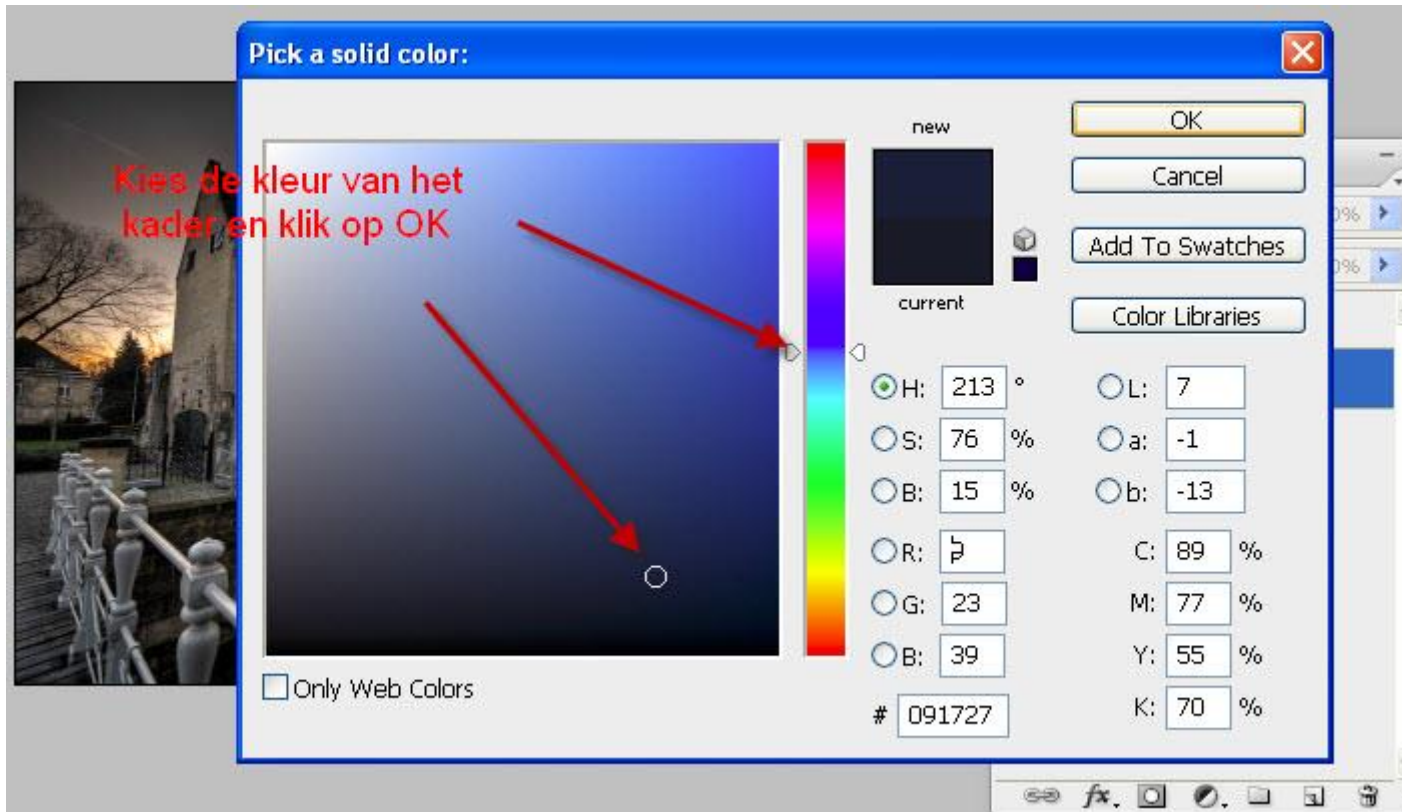 Pick a solid color:
Kies de kleur van het
kader en klik op OK
new
current
OK
Cancel
Add To Swatches
Color Libraries
H: 213 °
S: 76 %
B: 15 %
R:
G: 23
B: 39
# 091727
L: 7
a: -1
b: -13
C: 89 %
M: 77 %
Y: 55 %
K: 70 %
Only Web Colors
fx